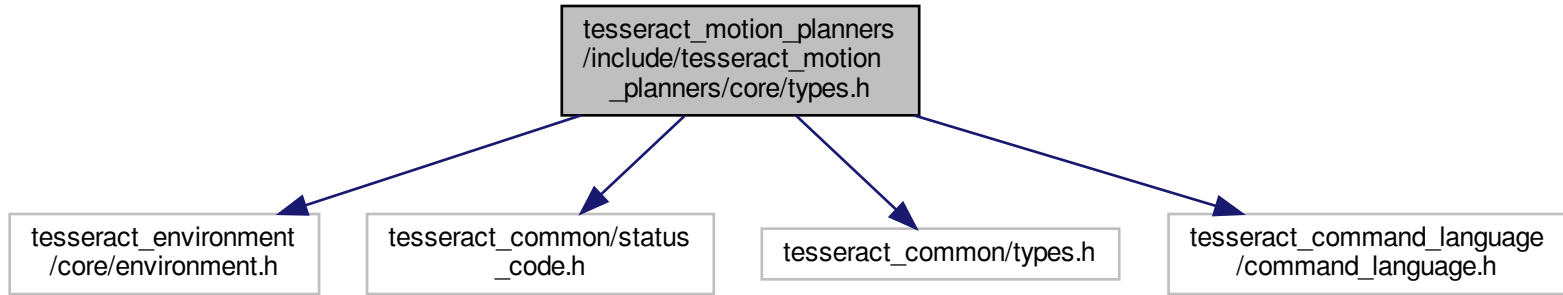 tesseract_motion_planners
/include/tesseract_motion
_planners/core/types.h
tesseract_environment
/core/environment.h
tesseract_common/status
_code.h
tesseract_common/types.h
tesseract_command_language
/command_language.h